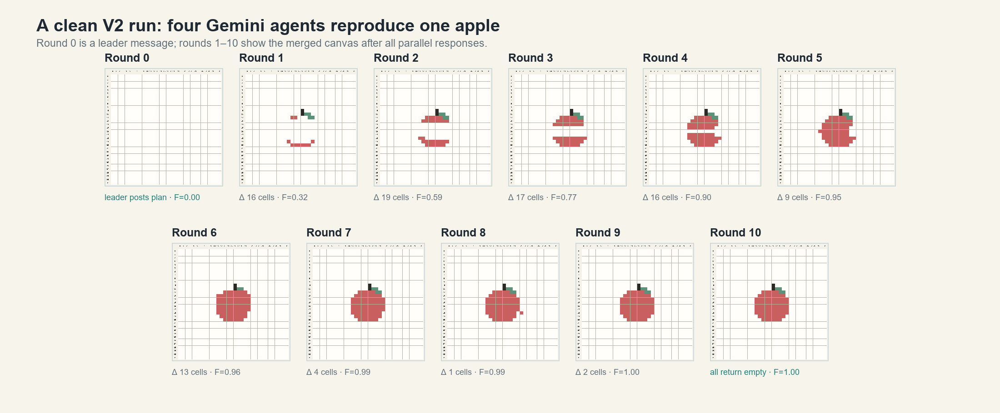 A clean V2 run: four Gemini agents reproduce one apple
Round 0 is a leader message; rounds 1–10 show the merged canvas after all parallel responses.
Round 0
Round 1
Round 2
Round 3
Round 4
Round 5
leader posts plan · F=0.00
Δ 16 cells · F=0.32
Δ 19 cells · F=0.59
Δ 17 cells · F=0.77
Δ 16 cells · F=0.90
Δ 9 cells · F=0.95
Round 6
Round 7
Round 8
Round 9
Round 10
Δ 13 cells · F=0.96
Δ 4 cells · F=0.99
Δ 1 cells · F=0.99
Δ 2 cells · F=1.00
all return empty · F=1.00